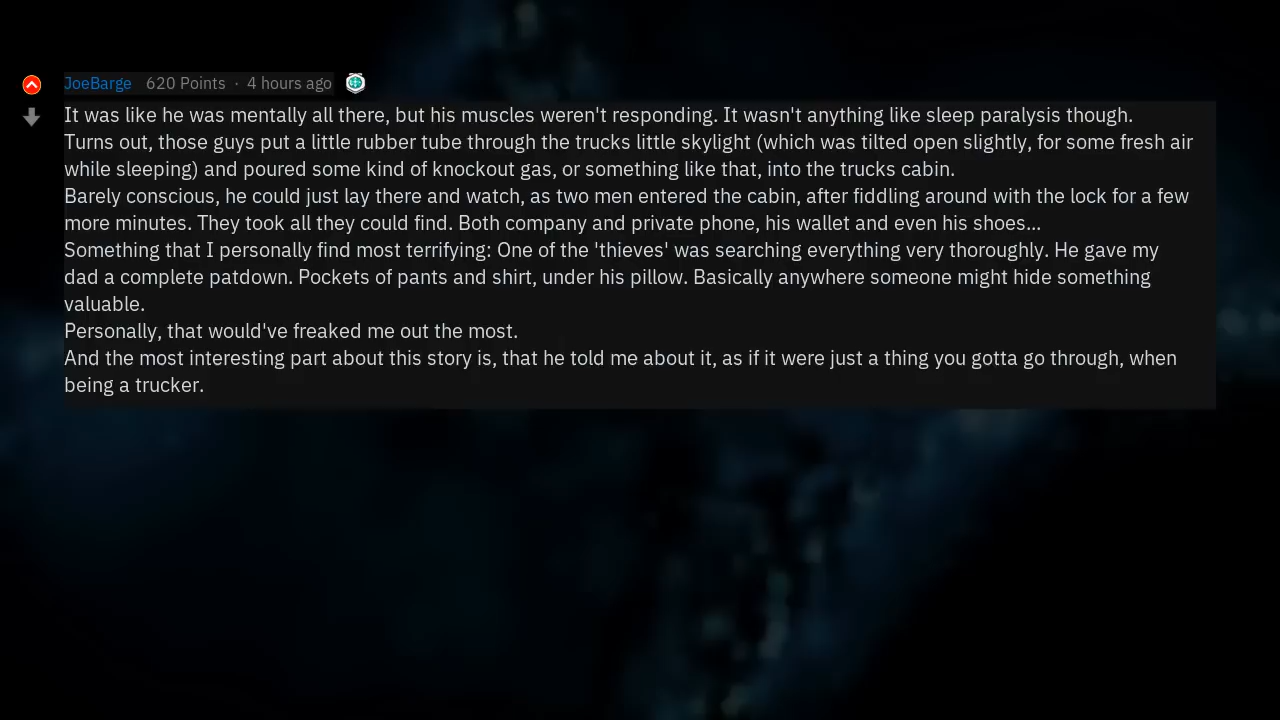 JoeBarge 620 Points · 4 hours ago
It was like he was mentally all there, but his muscles weren't responding. It wasn't anything like sleep paralysis though.
Turns out, those guys put a little rubber tube through the trucks little skylight (which was tilted open slightly, for some fresh air
while sleeping) and poured some kind of knockout gas, or something like that, into the trucks cabin.
Barely conscious, he could just lay there and watch, as two men entered the cabin, after fiddling around with the lock for a few
more minutes. They took all they could find. Both company and private phone, his wallet and even his shoes...
Something that I personally find most terrifying: One of the 'thieves' was searching everything very thoroughly. He gave my
dad a complete patdown. Pockets of pants and shirt, under his pillow. Basically anywhere someone might hide something
valuable.
Personally, that would've freaked me out the most.
And the most interesting part about this story is, that he told me about it, as if it were just a thing you gotta go through, when
being a trucker.